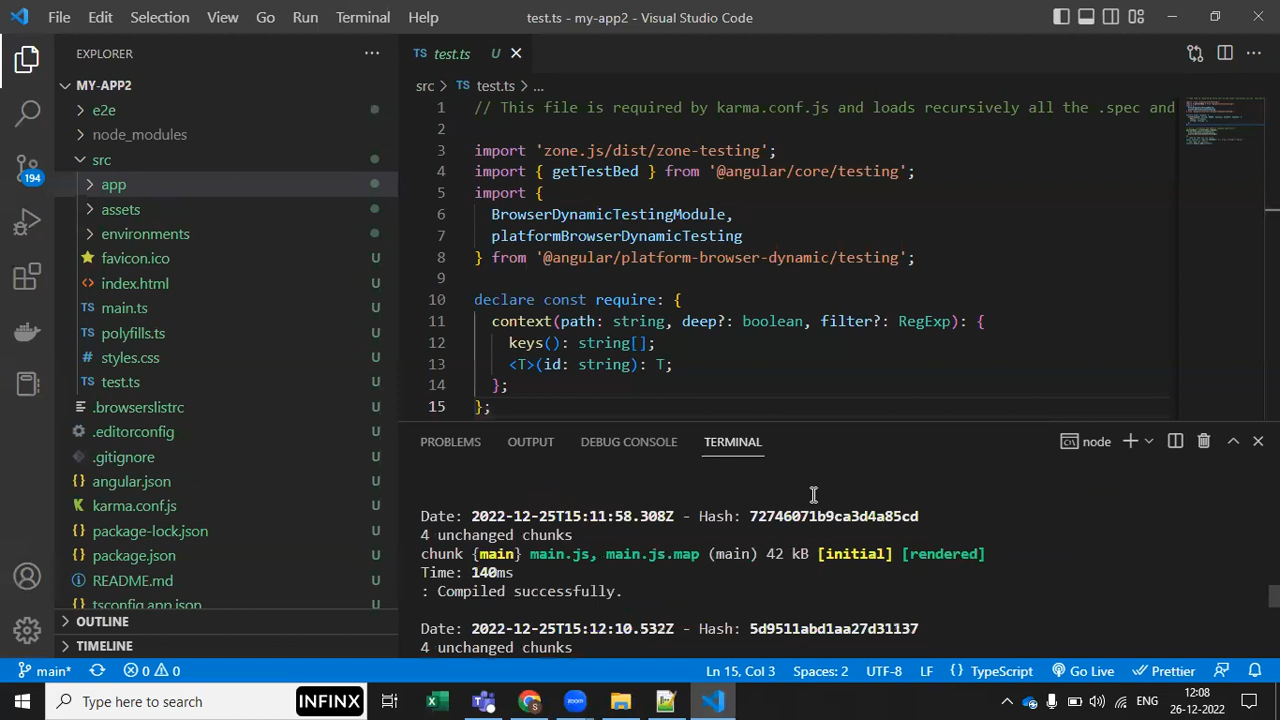 File Edit Selection View Go Run Terminal Help test.ts - my-app2 - Visual Studio Code
EXPLORER
MY-APP2
e2e
node_modules
src
app
assets
environments
favicon.ico U
index.html U
main.ts U
polyfills.ts U
styles.css U
test.ts U
.browserslistrc U
.editorconfig U
.gitignore U
angular.json U
karma.conf.js U
package-lock.json U
package.json U
README.md U
tsconfig.app.json U
OUTLINE
TIMELINE
194
TS test.ts U
src > TS test.ts > ...
1 // This file is required by karma.conf.js and loads recursively all the .spec and
2
3 import 'zone.js/dist/zone-testing';
4 import { getTestBed } from '@angular/core/testing';
5 import {
6 BrowserDynamicTestingModule,
7 platformBrowserDynamicTesting
8 } from '@angular/platform-browser-dynamic/testing';
9
10 declare const require: {
11 context(path: string, deep?: boolean, filter?: RegExp): {
12 keys(): string[];
13 <T>(id: string): T;
14 };
15 };
PROBLEMS OUTPUT DEBUG CONSOLE TERMINAL node
Date: 2022-12-25T15:11:58.308Z - Hash: 72746071b9ca3d4a85cd
4 unchanged chunks
chunk {main} main.js, main.js.map (main) 42 kB [initial] [rendered]
Time: 140ms
: Compiled successfully.
Date: 2022-12-25T15:12:10.532Z - Hash: 5d9511abd1aa27d31137
4 unchanged chunks
main* 0 0 Ln 15, Col 3 Spaces: 2 UTF-8 LF { } TypeScript Go Live Prettier
Type here to search INFINX ENG 12:08
26-12-2022